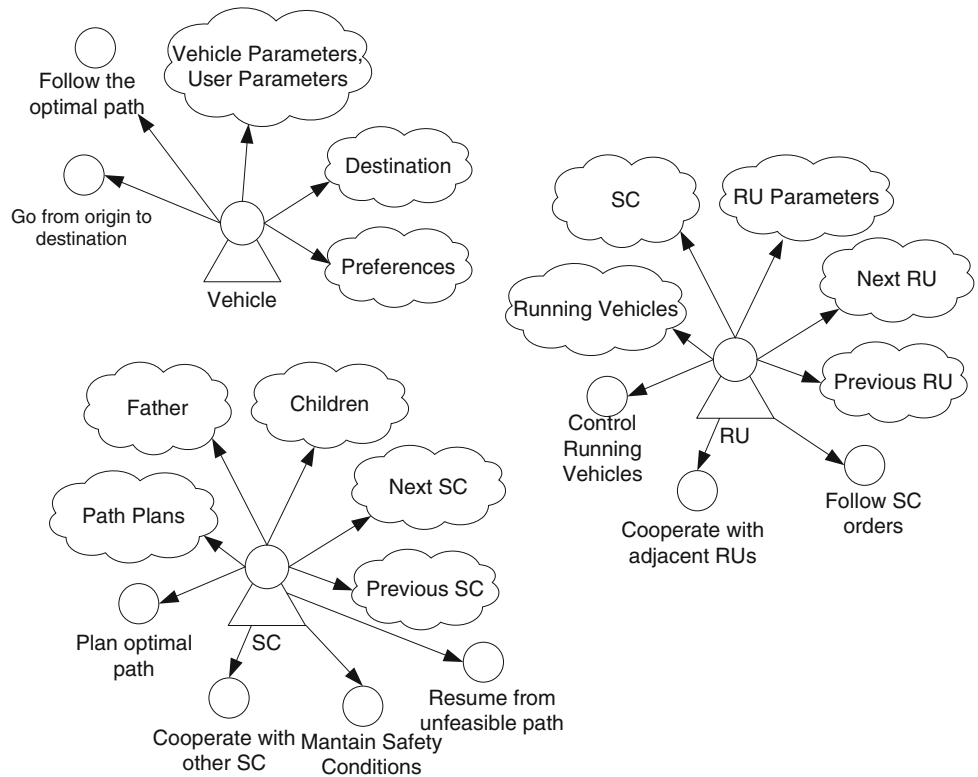 Vehicle Parameters,
User Parameters
Follow the
optimal path
Destination
Go from origin to
destination
Preferences
Vehicle
SC
RU Parameters
Next RU
Running Vehicles
Previous RU
Control
Running
Vehicles
RU
Follow SC
orders
Cooperate with
adjacent RUs
Father
Children
Next SC
Path Plans
Previous SC
Plan optimal
path
SC
Resume from
unfeasible path
Cooperate with
other SC
Mantain Safety
Conditions